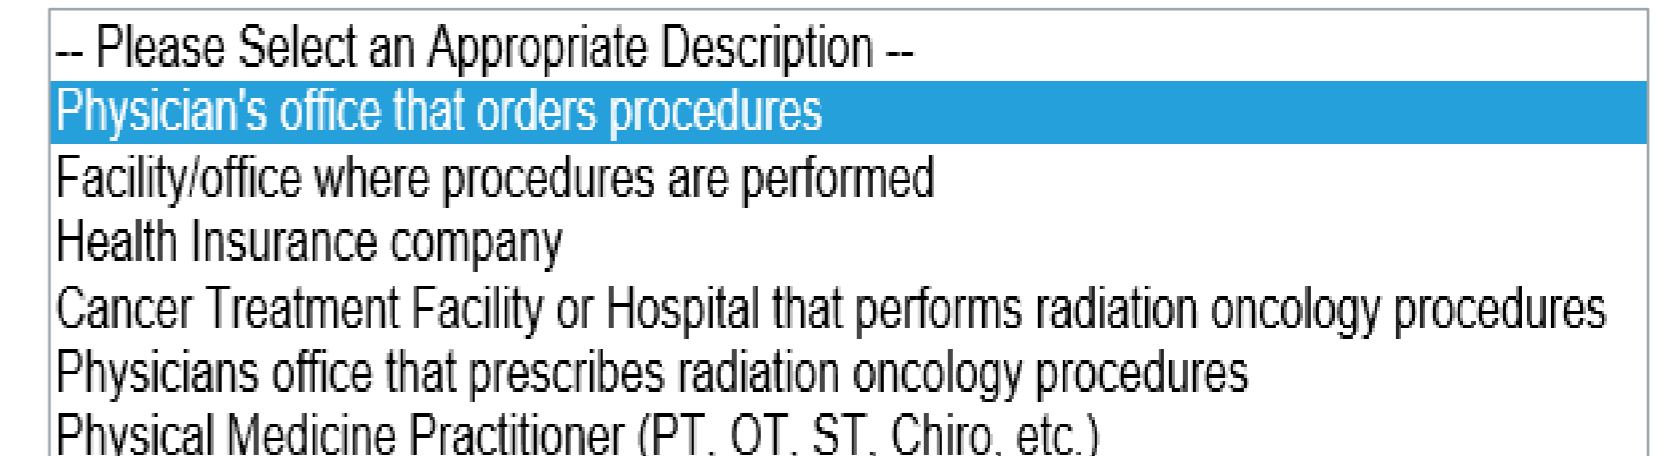 -- Please Select an Appropriate Description --
Physician's office that orders procedures
Facility/office where procedures are performed
Health Insurance company
Cancer Treatment Facility or Hospital that performs radiation oncology procedures
Physicians office that prescribes radiation oncology procedures
Physical Medicine Practitioner (PT, OT, ST, Chiro, etc.)